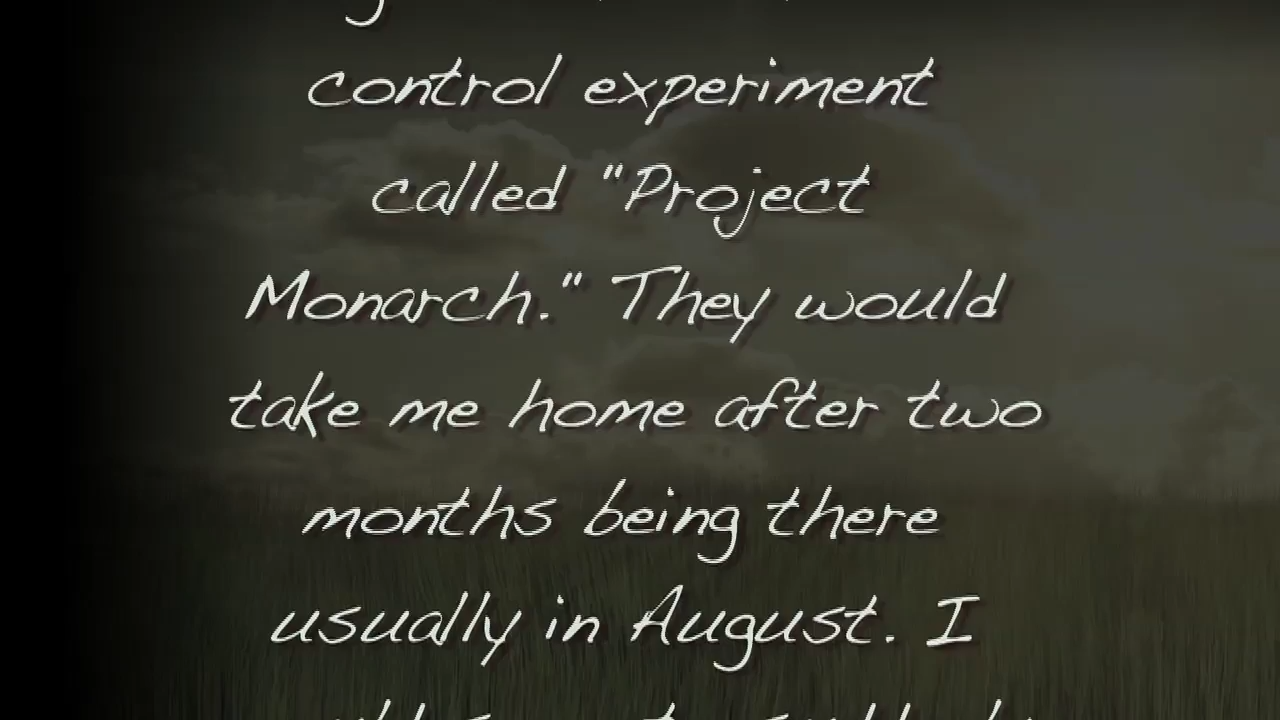 control experiment
called "Project
Monarch." They would
take me home after two
months being there
usually in August. I